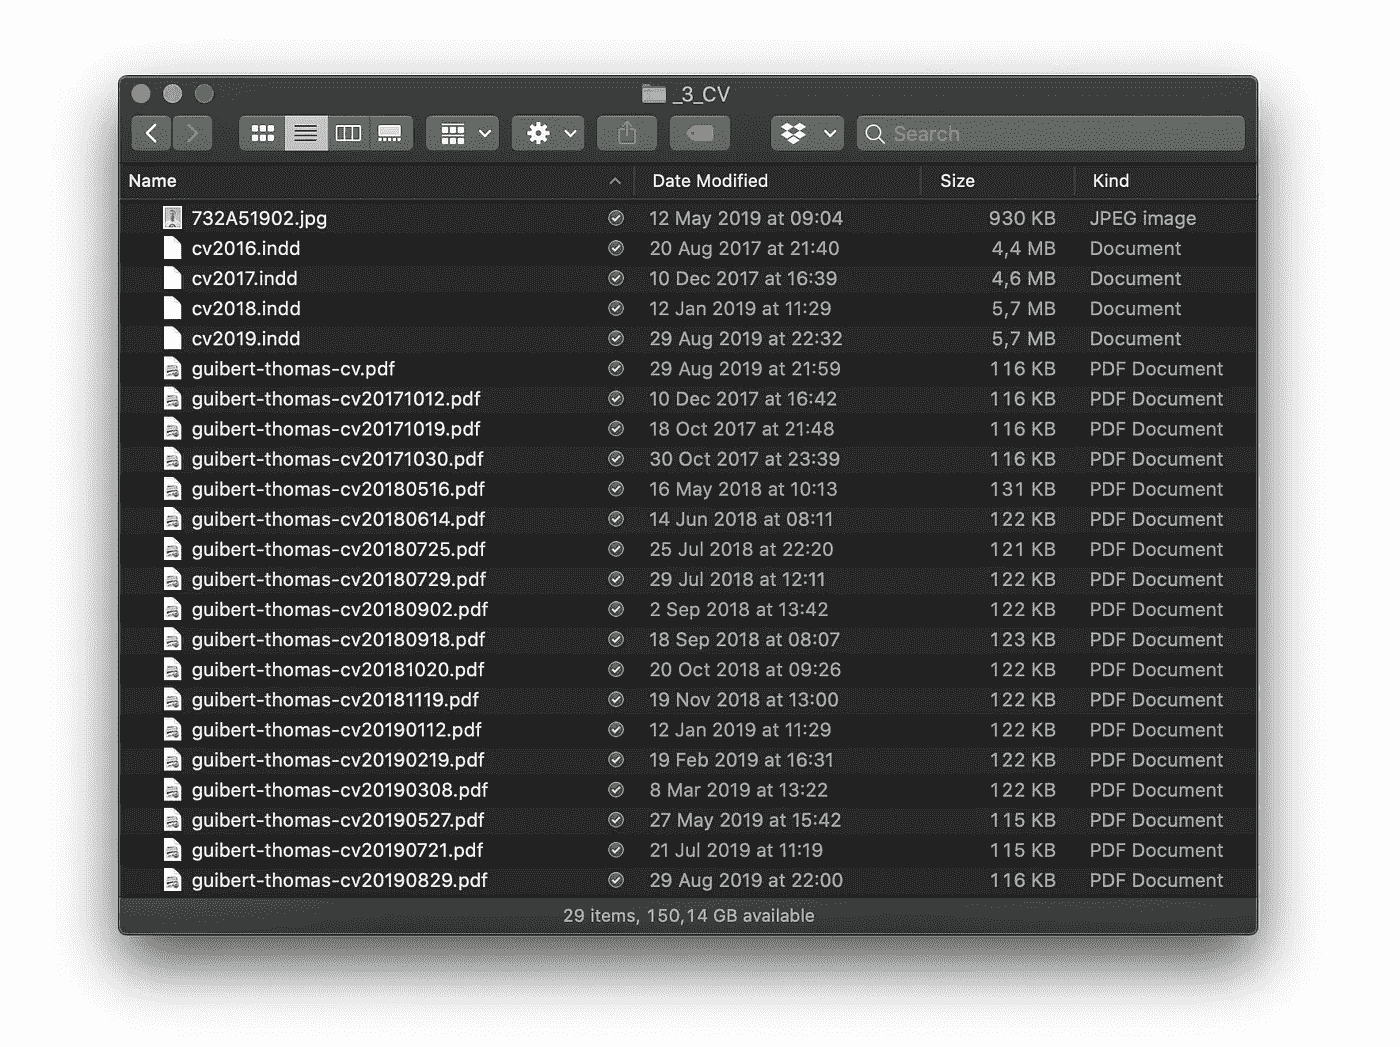 _3_CV
Search
Name Date Modified Size Kind
732A51902.jpg 12 May 2019 at 09:04 930 KB JPEG image
cv2016.indd 20 Aug 2017 at 21:40 4,4 MB Document
cv2017.indd 10 Dec 2017 at 16:39 4,6 MB Document
cv2018.indd 12 Jan 2019 at 11:29 5,7 MB Document
cv2019.indd 29 Aug 2019 at 22:32 5,7 MB Document
guibert-thomas-cv.pdf 29 Aug 2019 at 21:59 116 KB PDF Document
guibert-thomas-cv20171012.pdf 10 Dec 2017 at 16:42 116 KB PDF Document
guibert-thomas-cv20171019.pdf 18 Oct 2017 at 21:48 116 KB PDF Document
guibert-thomas-cv20171030.pdf 30 Oct 2017 at 23:39 116 KB PDF Document
guibert-thomas-cv20180516.pdf 16 May 2018 at 10:13 131 KB PDF Document
guibert-thomas-cv20180614.pdf 14 Jun 2018 at 08:11 122 KB PDF Document
guibert-thomas-cv20180725.pdf 25 Jul 2018 at 22:20 121 KB PDF Document
guibert-thomas-cv20180729.pdf 29 Jul 2018 at 12:11 122 KB PDF Document
guibert-thomas-cv20180902.pdf 2 Sep 2018 at 13:42 122 KB PDF Document
guibert-thomas-cv20180918.pdf 18 Sep 2018 at 08:07 123 KB PDF Document
guibert-thomas-cv20181020.pdf 20 Oct 2018 at 09:26 122 KB PDF Document
guibert-thomas-cv20181119.pdf 19 Nov 2018 at 13:00 122 KB PDF Document
guibert-thomas-cv20190112.pdf 12 Jan 2019 at 11:29 122 KB PDF Document
guibert-thomas-cv20190219.pdf 19 Feb 2019 at 16:31 122 KB PDF Document
guibert-thomas-cv20190308.pdf 8 Mar 2019 at 13:22 122 KB PDF Document
guibert-thomas-cv20190527.pdf 27 May 2019 at 15:42 115 KB PDF Document
guibert-thomas-cv20190721.pdf 21 Jul 2019 at 11:19 115 KB PDF Document
guibert-thomas-cv20190829.pdf 29 Aug 2019 at 22:00 116 KB PDF Document
29 items, 150,14 GB available